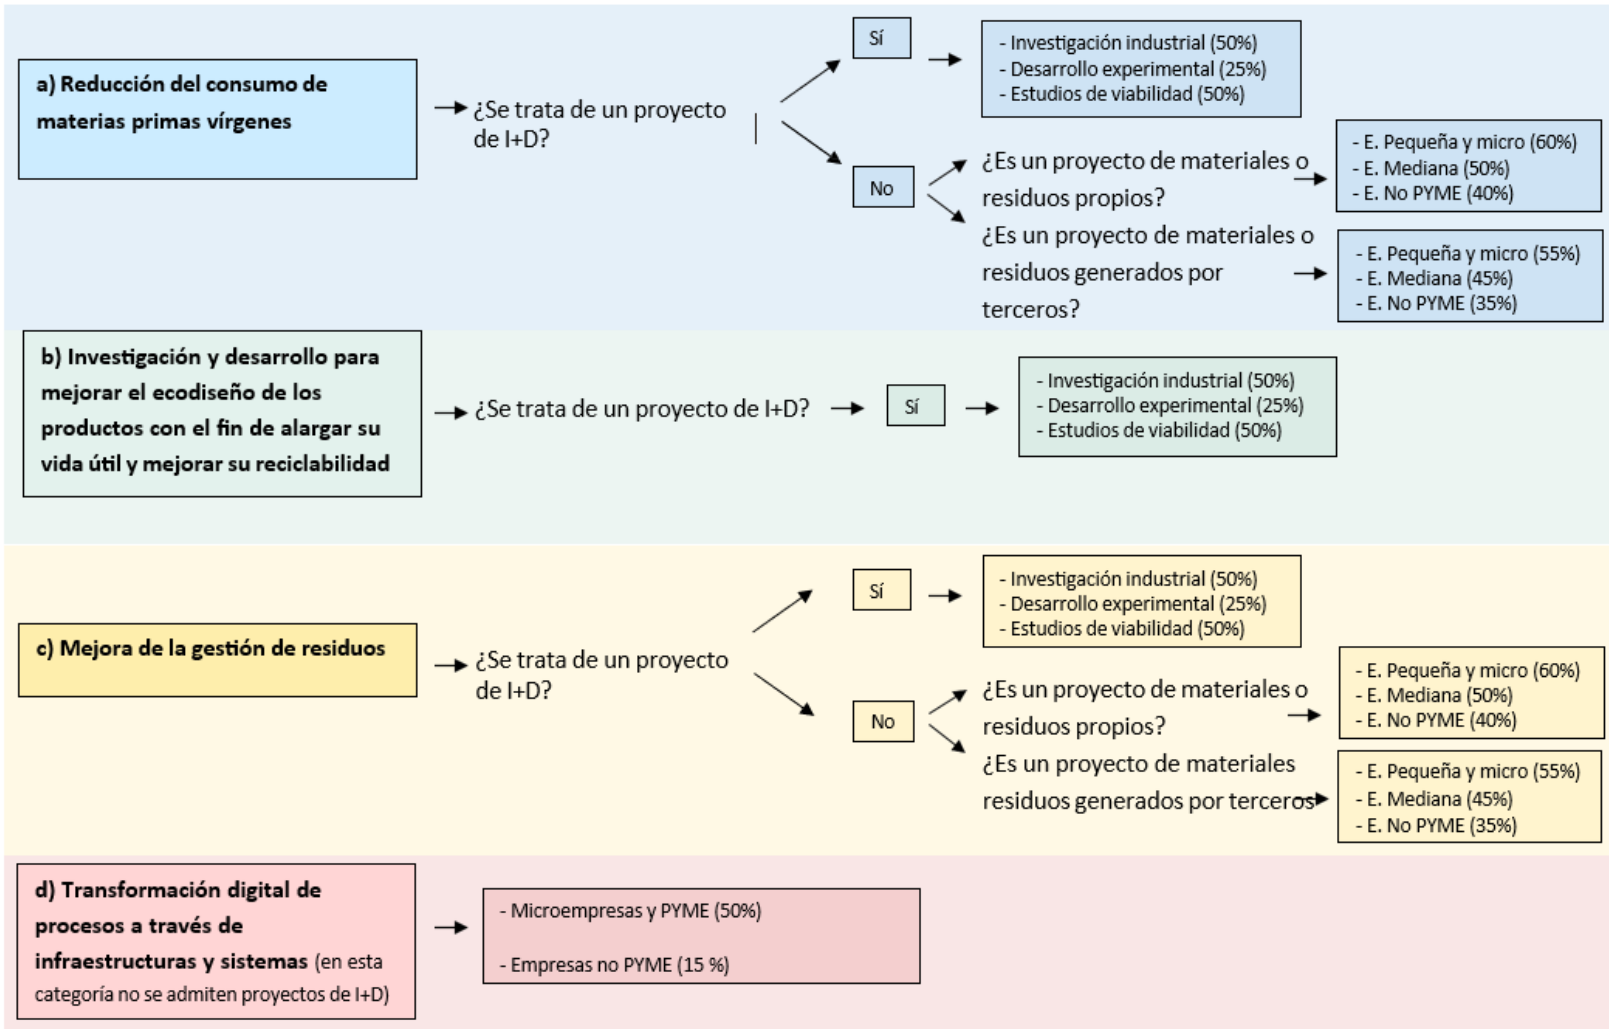 a) Reducción del consumo de
materias primas vírgenes
¿Se trata de un proyecto
de I+D?
Sí
- Investigación industrial (50%)
- Desarrollo experimental (25%)
- Estudios de viabilidad (50%)
No
¿Es un proyecto de materiales o
residuos propios?
- E. Pequeña y micro (60%)
- E. Mediana (50%)
- E. No PYME (40%)
¿Es un proyecto de materiales o
residuos generados por
terceros?
- E. Pequeña y micro (55%)
- E. Mediana (45%)
- E. No PYME (35%)
b) Investigación y desarrollo para
mejorar el ecodiseño de los
productos con el fin de alargar su
vida útil y mejorar su reciclabilidad
¿Se trata de un proyecto de I+D?
Sí
- Investigación industrial (50%)
- Desarrollo experimental (25%)
- Estudios de viabilidad (50%)
c) Mejora de la gestión de residuos
¿Se trata de un proyecto
de I+D?
Sí
- Investigación industrial (50%)
- Desarrollo experimental (25%)
- Estudios de viabilidad (50%)
No
¿Es un proyecto de materiales o
residuos propios?
- E. Pequeña y micro (60%)
- E. Mediana (50%)
- E. No PYME (40%)
¿Es un proyecto de materiales
residuos generados por terceros
- E. Pequeña y micro (55%)
- E. Mediana (45%)
- E. No PYME (35%)
d) Transformación digital de
procesos a través de
infraestructuras y sistemas (en esta
categoría no se admiten proyectos de I+D)
- Microempresas y PYME (50%)
- Empresas no PYME (15 %)